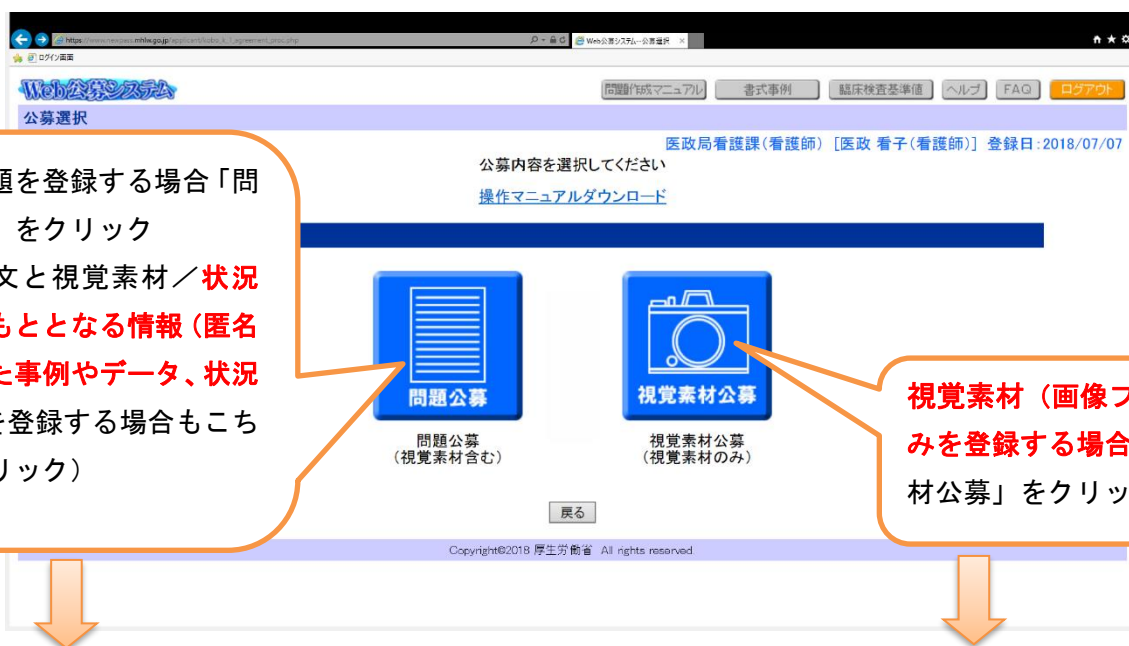 https://www.newpass.mhlw.go.jp/applicant/kobo_k_1_agreement_proc.php
Web公募システム--公募選択
ログイン画面
Web公募システム
問題作成マニュアル 書式事例 臨床検査基準値 ヘルプ FAQ ログアウト
公募選択
医政局看護課(看護師) [医政 看子(看護師)] 登録日:2018/07/07
公募内容を選択してください
操作マニュアルダウンロード
題を登録する場合「問
」をクリック
文と視覚素材/状況
もととなる情報(匿名
た事例やデータ、状況
を登録する場合もこち
リック)
問題公募
視覚素材公募
問題公募
(視覚素材含む)
視覚素材公募
(視覚素材のみ)
視覚素材(画像フ
みを登録する場合
材公募」をクリッ
戻る
Copyright©2018 厚生労働省 All rights reserved.